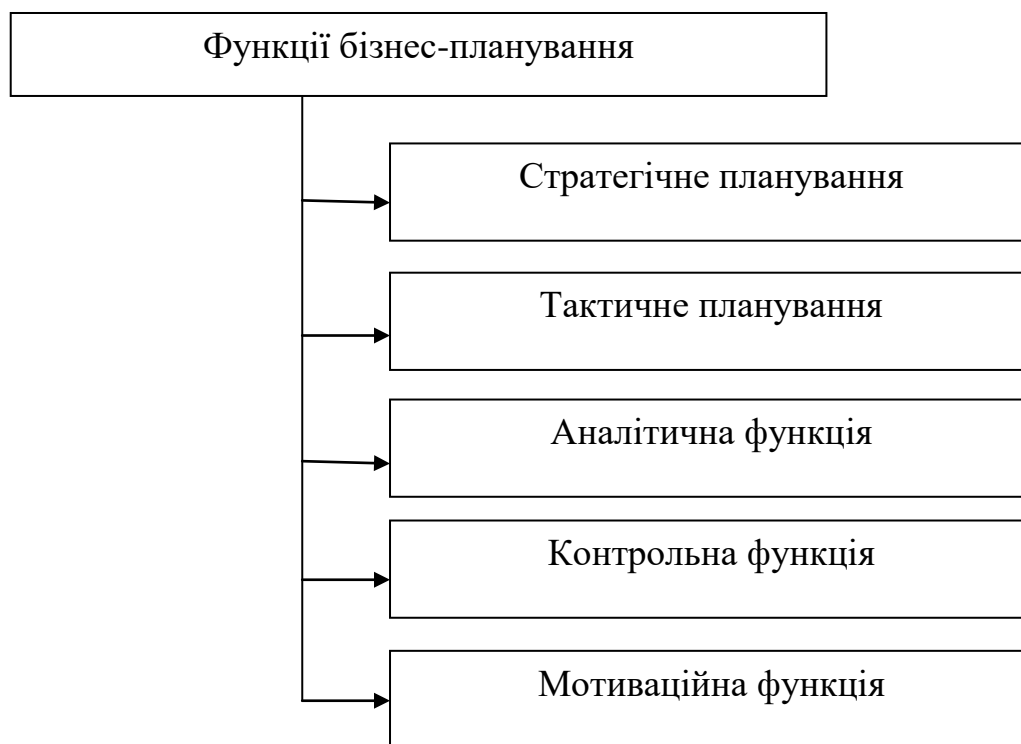 Функції бізнес-планування
Стратегічне планування
Тактичне планування
Аналітична функція
Контрольна функція
Мотиваційна функція